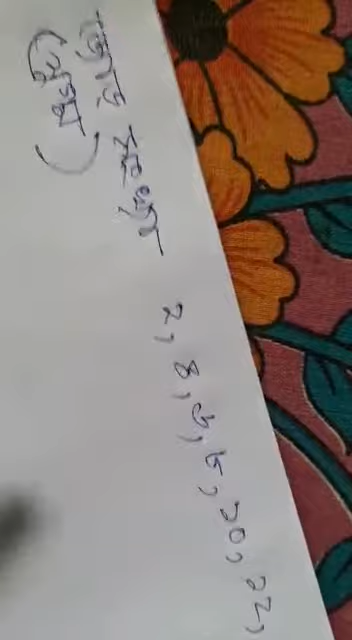 জোড় সংখ্যা – ২, ৪, ৬, ৮, ১০, ১২,